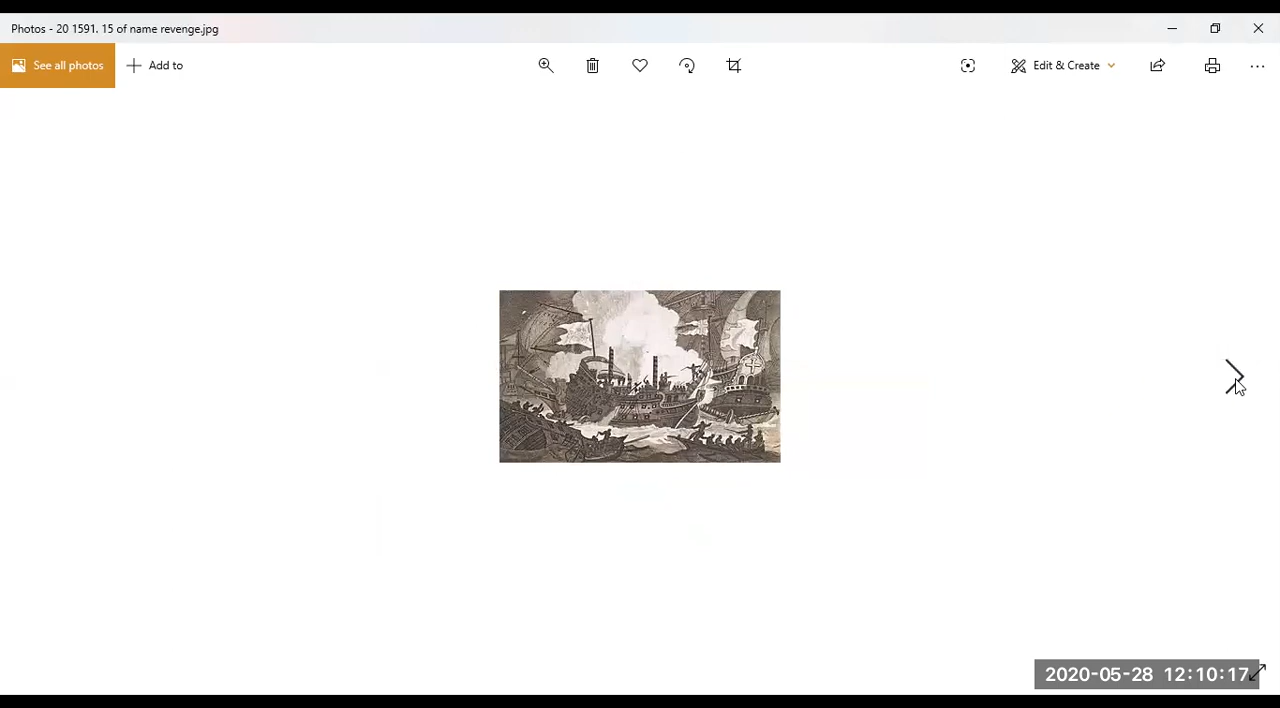 Photos - 20 1591. 15 of name revenge.jpg
See all photos
Add to
Edit & Create
2020-05-28 12:10:17